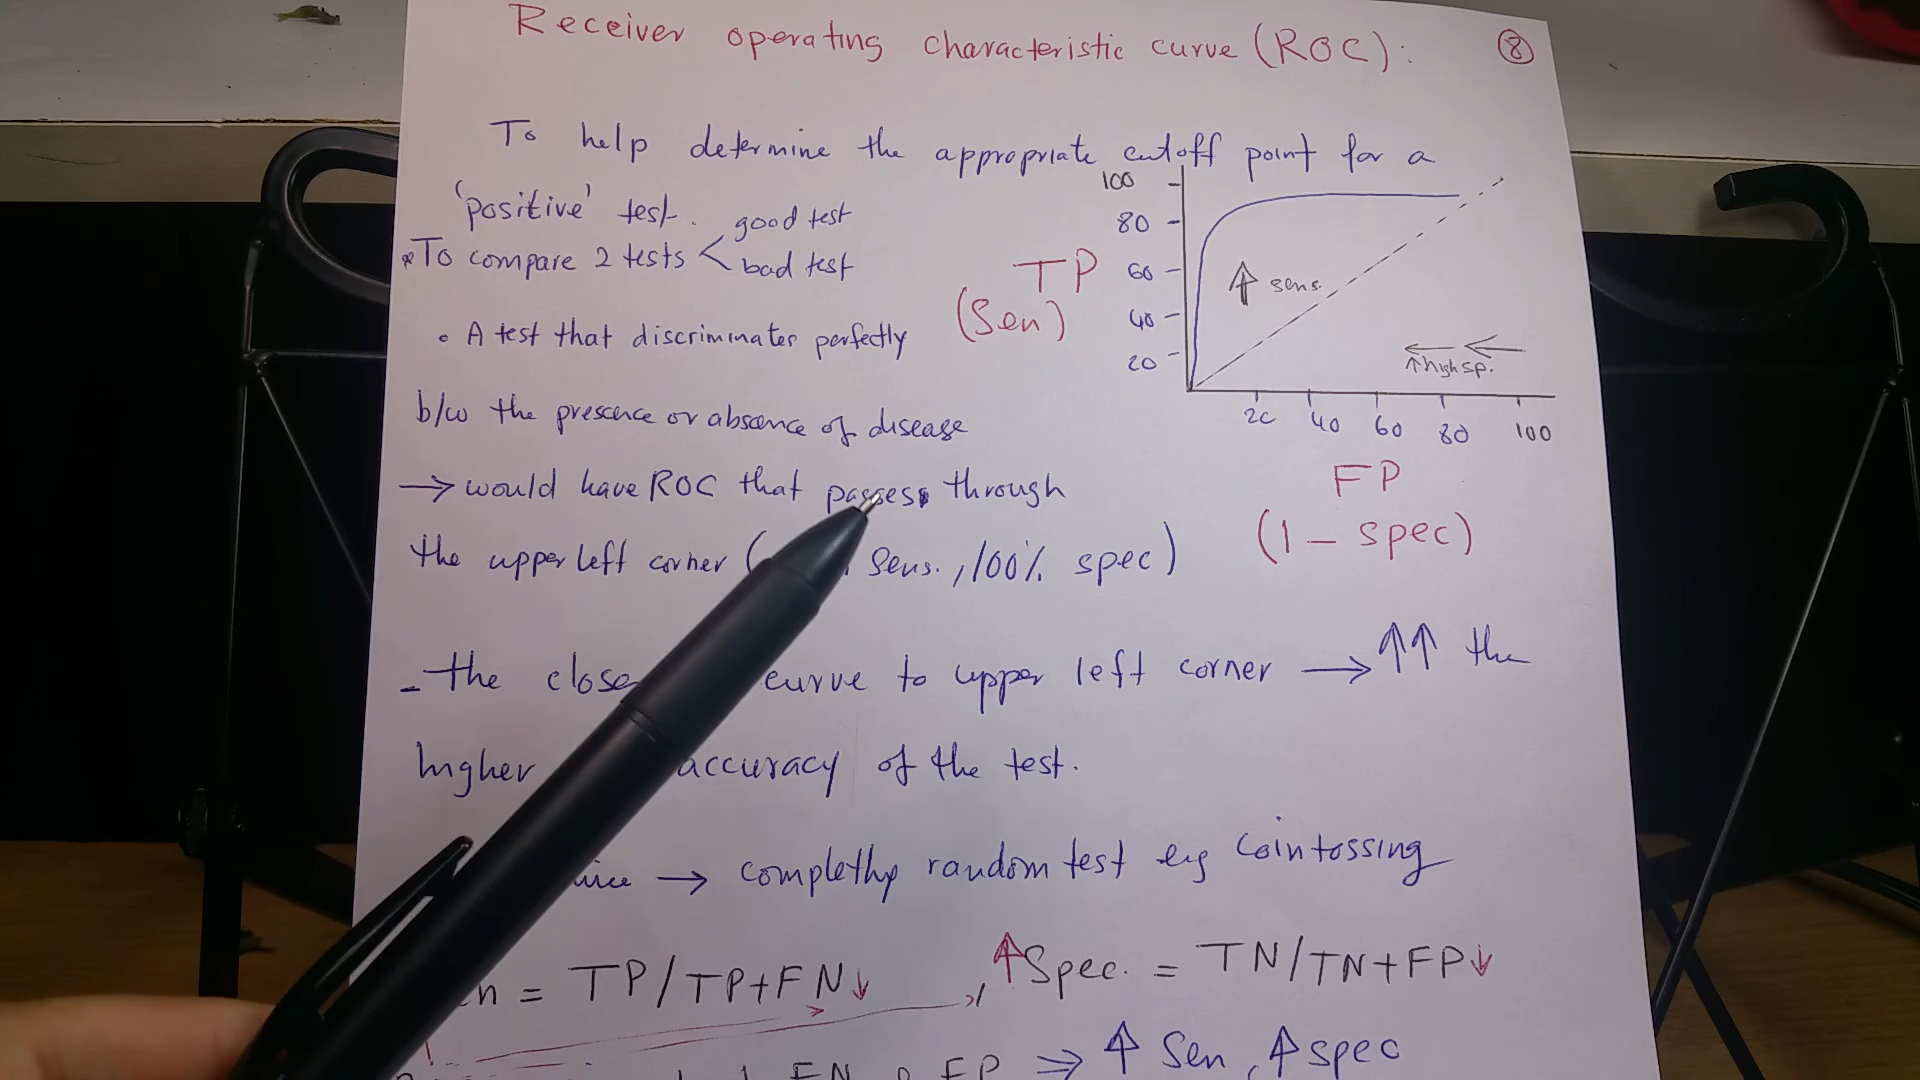 Receiver operating characteristic curve (ROC): ⑧
To help determine the appropriate cutoff point for a
'positive' test.
good test
* To compare 2 tests <
bad test
• A test that discriminates perfectly
b/w the presence or absence of disease
→ would have ROC that passes through
the upper left corner ( sens., 100% spec)
- the close curve to upper left corner → ↑↑ the
higher accuracy of the test.
→ complethy random test eg Cointossing
= TP/TP+FN↓ , ↑Spec. = TN/TN+FP↓
FN FP ⇒ ↑ Sen, ↑ spec
TP
(Sen)
100
80
60
40
20
↑ sens.
↑ high sp.
20 40 60 80 100
FP
(1 - spec)